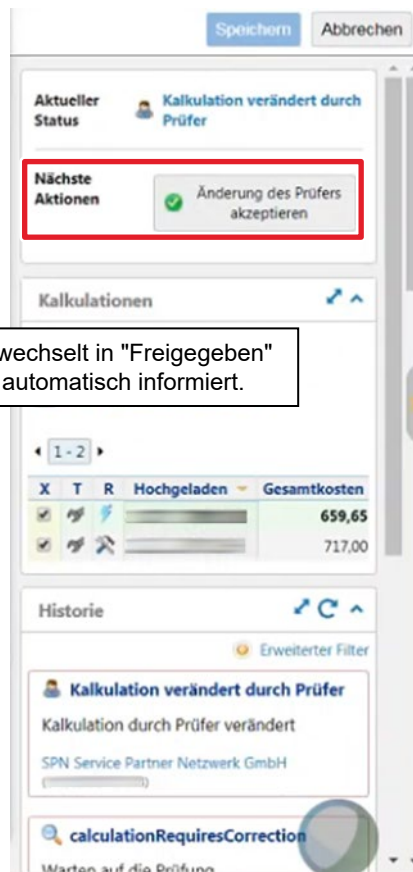 Speichern Abbrechen
Aktueller Status
Kalkulation verändert durch Prüfer
Nächste Aktionen
Änderung des Prüfers akzeptieren
Kalkulationen
wechselt in "Freigegeben"
automatisch informiert.
1 - 2
X T R Hochgeladen Gesamtkosten
659,65
717,00
Historie
Erweiterter Filter
Kalkulation verändert durch Prüfer
Kalkulation durch Prüfer verändert
SPN Service Partner Netzwerk GmbH
calculationRequiresCorrection
Warten auf die Prüfung